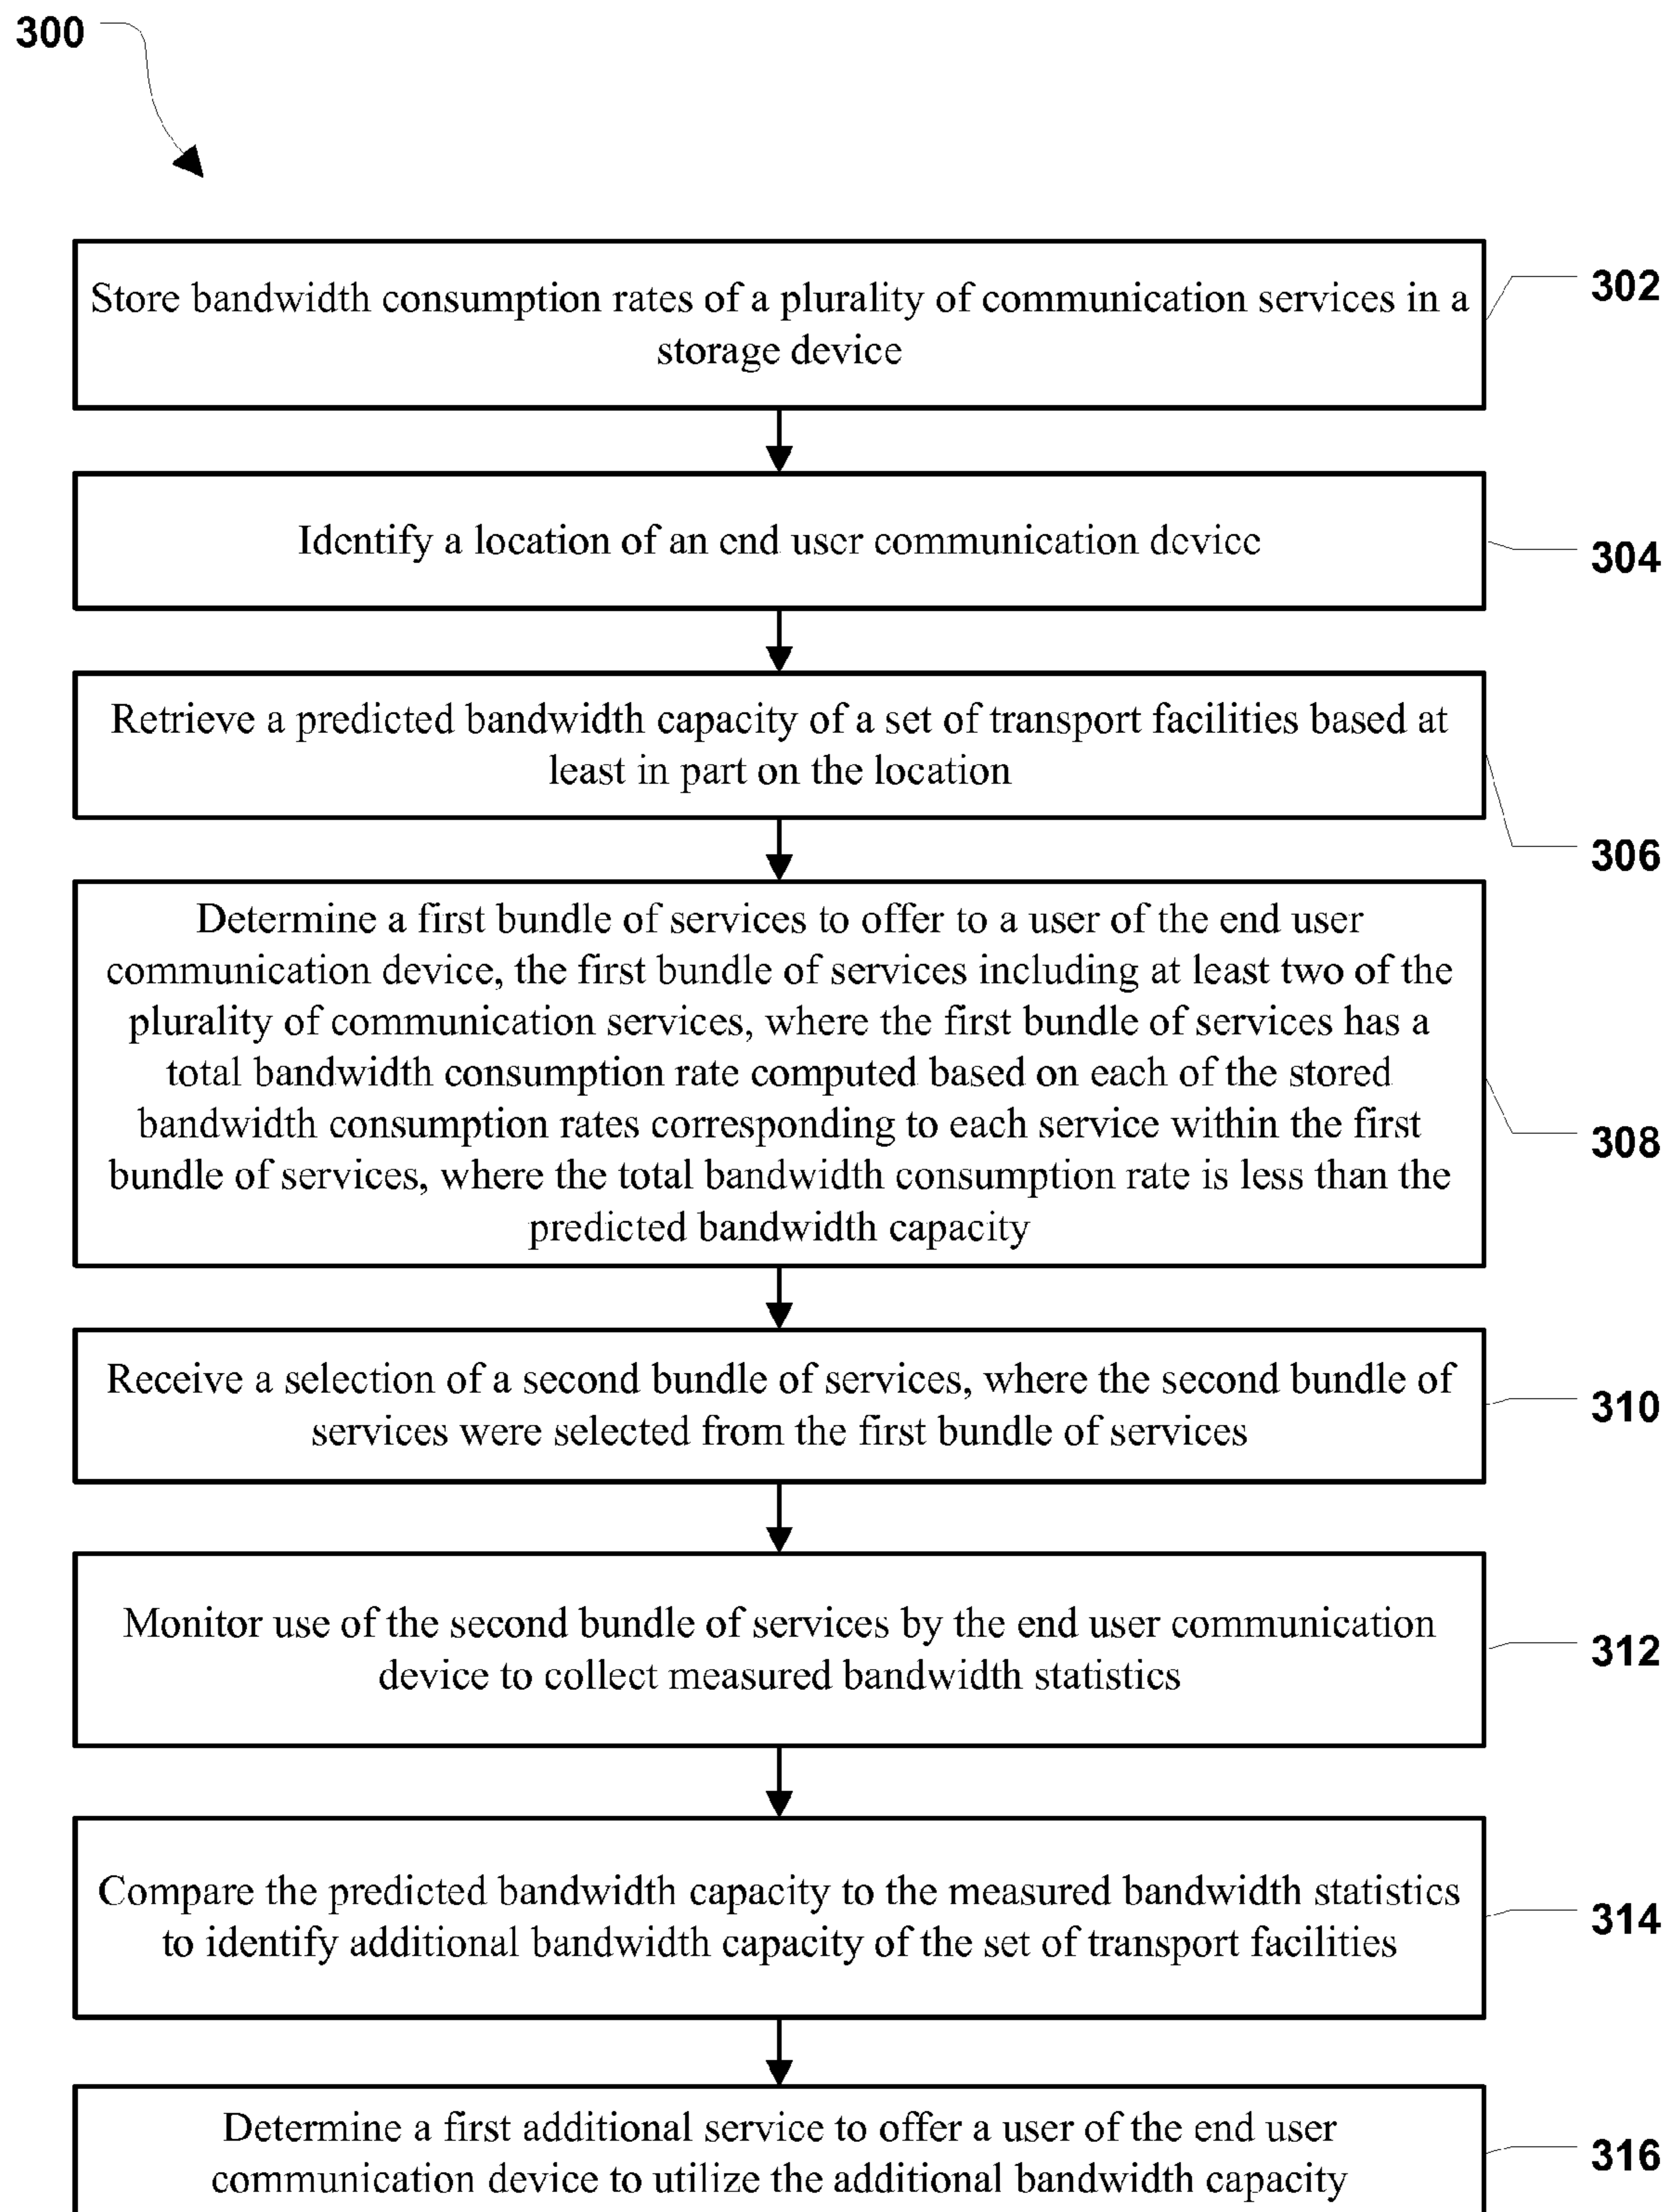 300
Store bandwidth consumption rates of a plurality of communication services in a
storage device
302
Identify a location of an end user communication device
304
Retrieve a predicted bandwidth capacity of a set of transport facilities based at
least in part on the location
306
Determine a first bundle of services to offer to a user of the end user
communication device, the first bundle of services including at least two of the
plurality of communication services, where the first bundle of services has a
total bandwidth consumption rate computed based on each of the stored
bandwidth consumption rates corresponding to each service within the first
bundle of services, where the total bandwidth consumption rate is less than the
predicted bandwidth capacity
308
Receive a selection of a second bundle of services, where the second bundle of
services were selected from the first bundle of services
310
Monitor use of the second bundle of services by the end user communication
device to collect measured bandwidth statistics
312
Compare the predicted bandwidth capacity to the measured bandwidth statistics
to identify additional bandwidth capacity of the set of transport facilities
314
Determine a first additional service to offer a user of the end user
communication device to utilize the additional bandwidth capacity
316